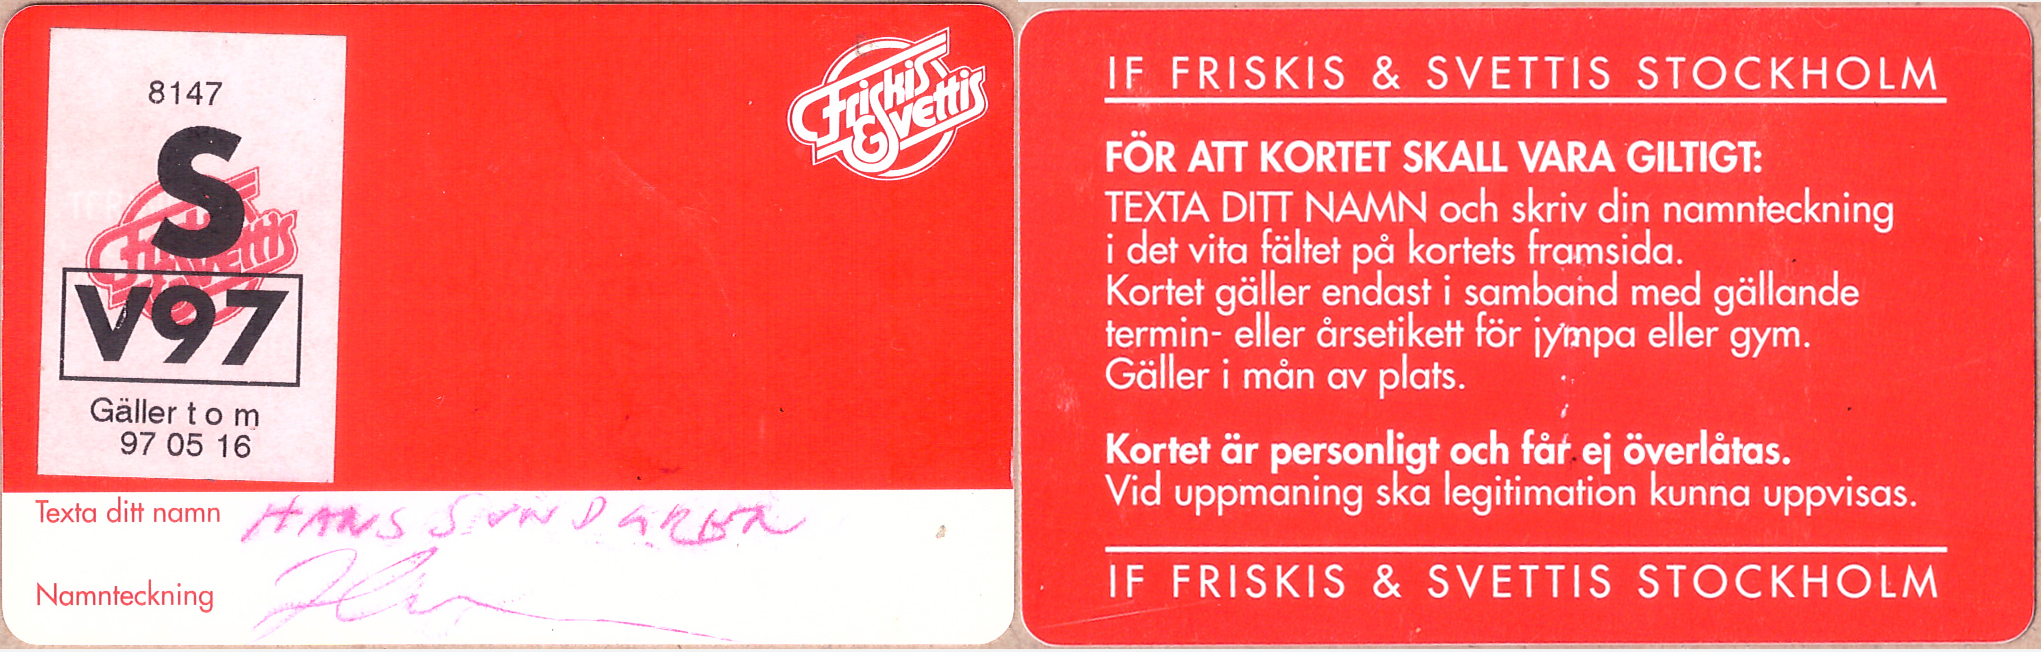 8147
S
V97
Gäller t o m
97 05 16
Friskis
&Svettis
Texta ditt namn HANS SUNDGREN
Namnteckning
IF FRISKIS & SVETTIS STOCKHOLM
FÖR ATT KORTET SKALL VARA GILTIGT:
TEXTA DITT NAMN och skriv din namnteckning
i det vita fältet på kortets framsida.
Kortet gäller endast i samband med gällande
termin- eller årsetikett för jympa eller gym.
Gäller i mån av plats.
Kortet är personligt och får ej överlåtas.
Vid uppmaning ska legitimation kunna uppvisas.
IF FRISKIS & SVETTIS STOCKHOLM